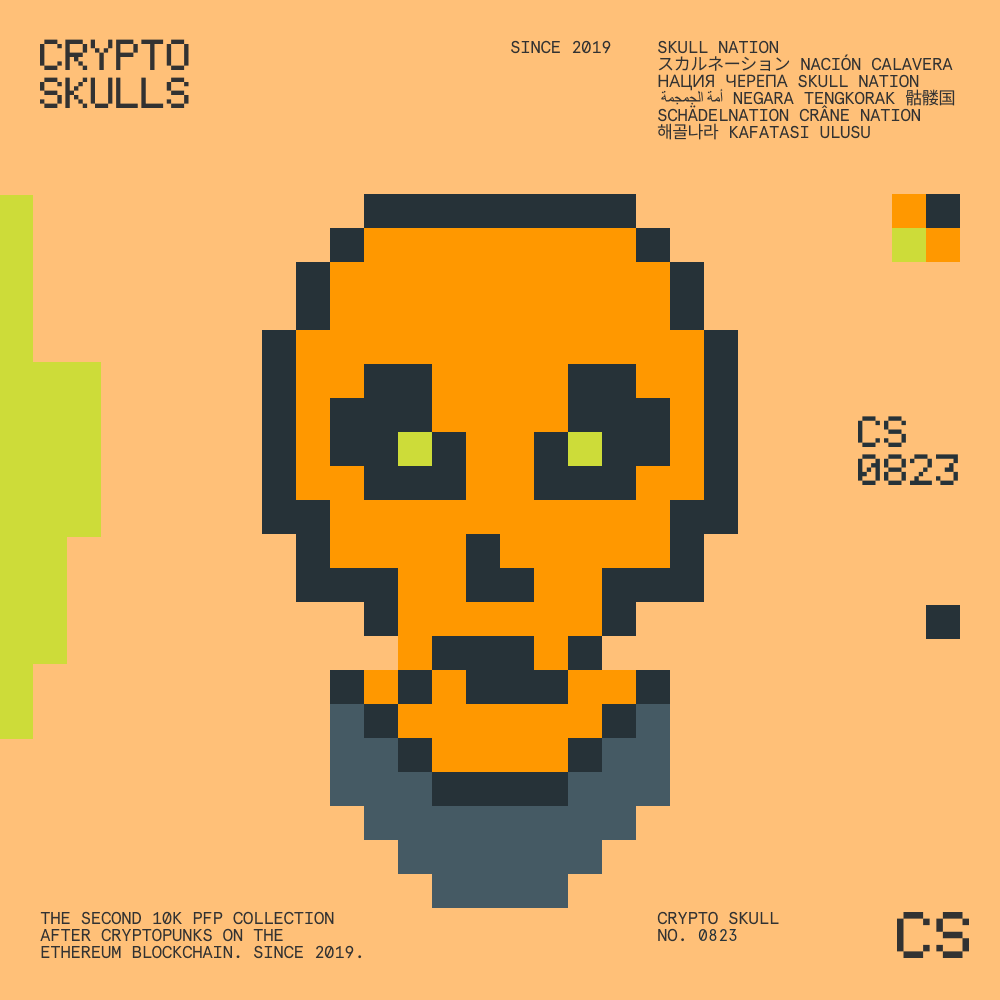 CRYPTO
SKULLS
SINCE 2019
SKULL NATION
スカルネーション NACIÓN CALAVERA
НАЦИЯ ЧЕРЕПА SKULL NATION
أمة الجمجمة NEGARA TENGKORAK 骷髅国
SCHÄDELNATION CRÂNE NATION
해골나라 KAFATASI ULUSU
CS
0823
THE SECOND 10K PFP COLLECTION
AFTER CRYPTOPUNKS ON THE
ETHEREUM BLOCKCHAIN. SINCE 2019.
CRYPTO SKULL
NO. 0823
CS